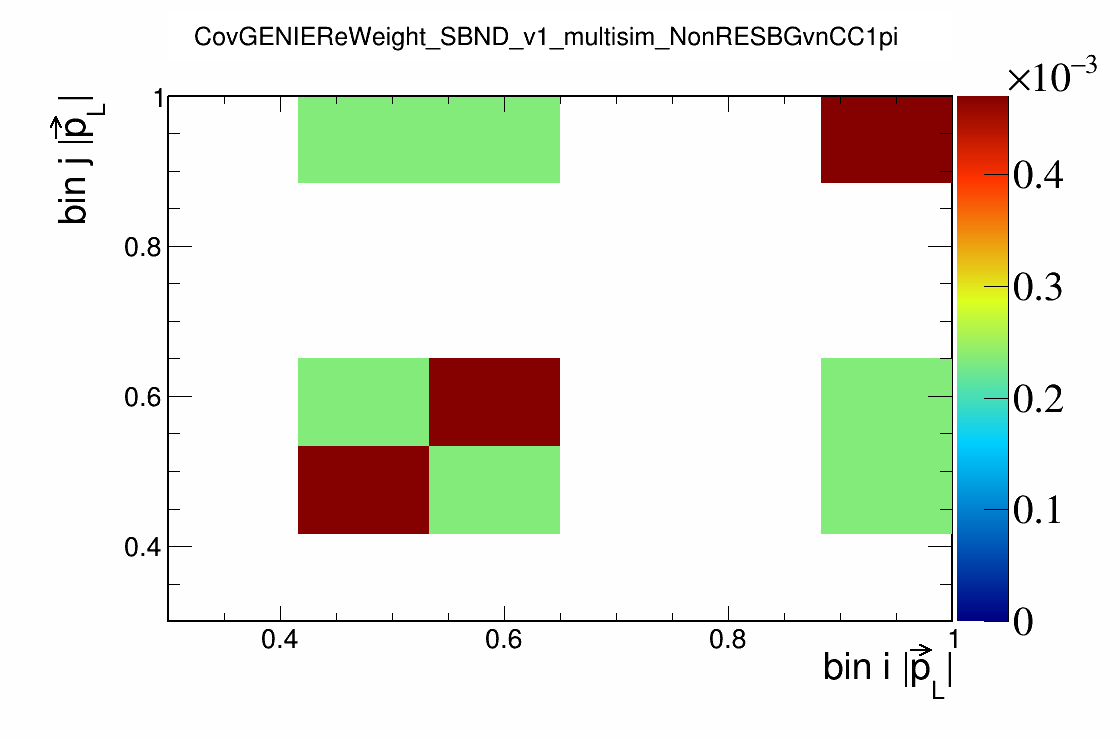 CovGENIEReWeight_SBND_v1_multisim_NonRESBGvnCC1pi
×10⁻³
bin j |p⃗_L|
1
0.8
0.6
0.4
0.4 0.6 0.8 1
bin i |p⃗_L|
0.4
0.3
0.2
0.1
0